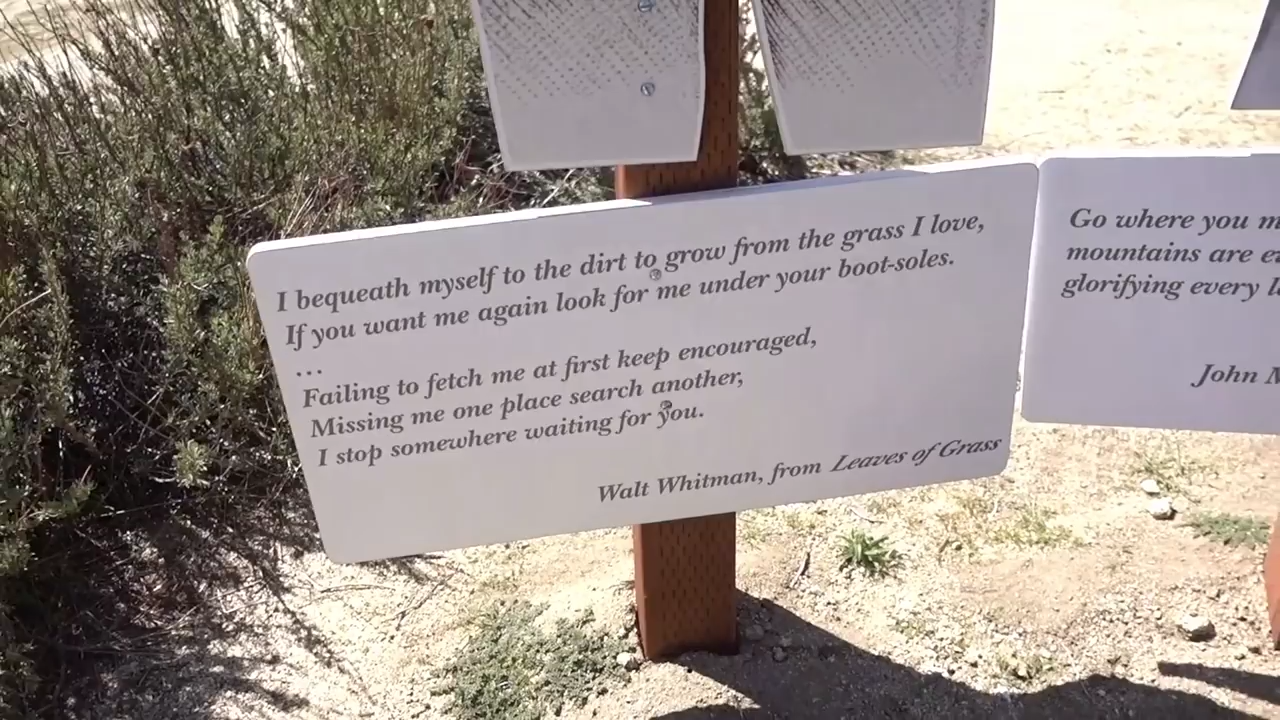 I bequeath myself to the dirt to grow from the grass I love,
If you want me again look for me under your boot-soles.
...
Failing to fetch me at first keep encouraged,
Missing me one place search another,
I stop somewhere waiting for you.
Walt Whitman, from Leaves of Grass
Go where you
mountains are
glorifying every
John